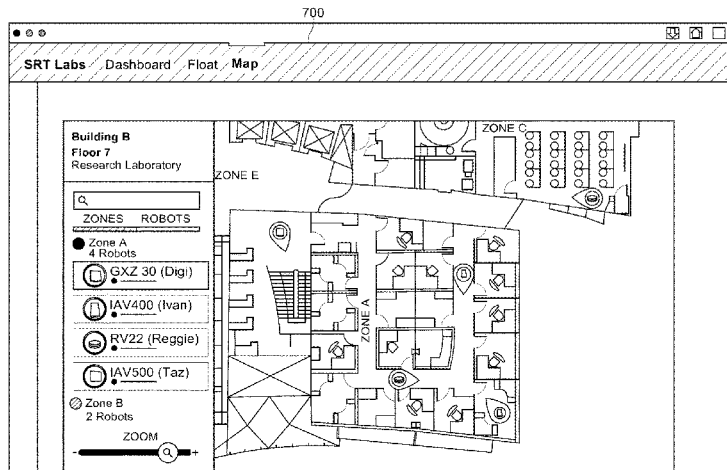 700
SRT Labs Dashboard Float Map
Building B
Floor 7
Research Laboratory
ZONES ROBOTS
Zone A
4 Robots
GXZ 30 (Digi)
IAV400 (Ivan)
RV22 (Reggie)
IAV500 (Taz)
Zone B
2 Robots
ZOOM
- +
ZONE E
ZONE C
ZONE A